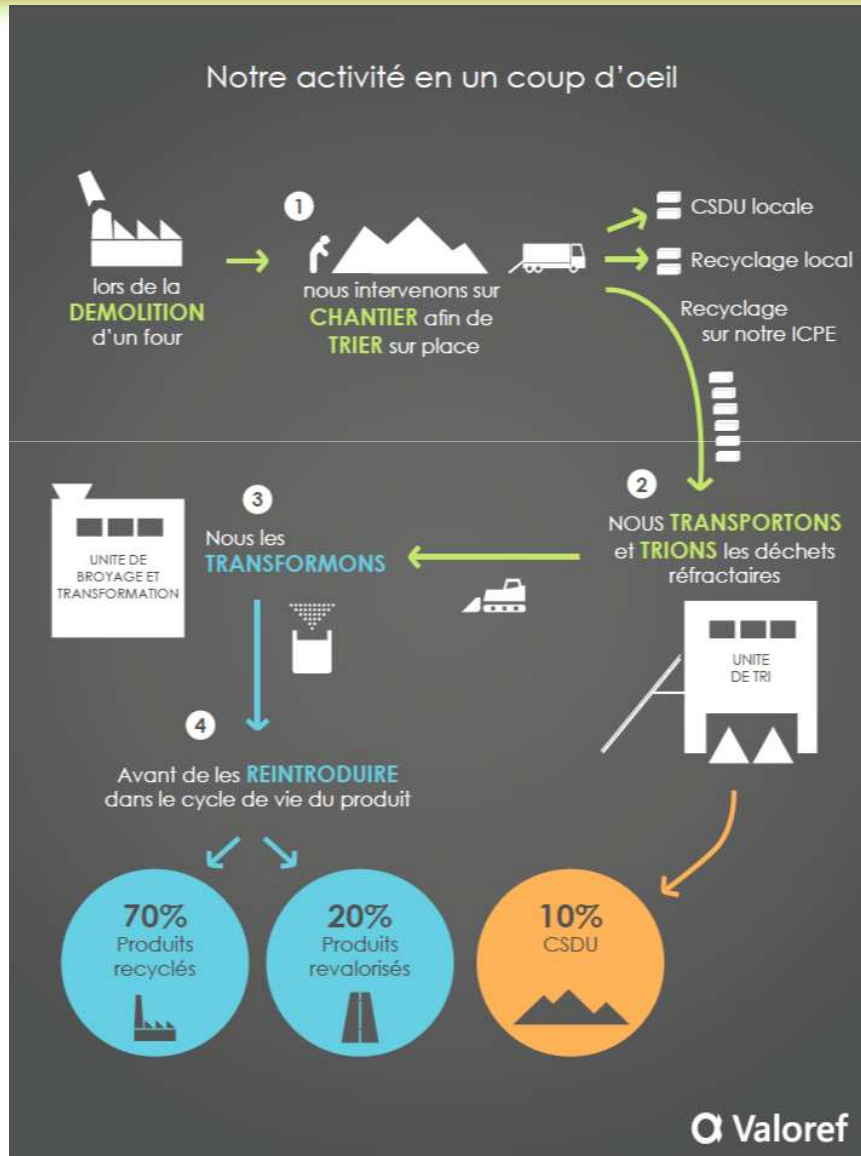 Notre activité en un coup d'oeil
1
CSDU locale
Recyclage local
Recyclage
sur notre ICPE
lors de la
DEMOLITION
d'un four
nous intervenons sur
CHANTIER afin de
TRIER sur place
2
NOUS TRANSPORTONS
et TRIONS les déchets
réfractaires
UNITE
DE TRI
3
Nous les
TRANSFORMONS
UNITE DE
BROYAGE ET
TRANSFORMATION
4
Avant de les REINTRODUIRE
dans le cycle de vie du produit
70%
Produits
recyclés
20%
Produits
revalorisés
10%
CSDU
Valoref